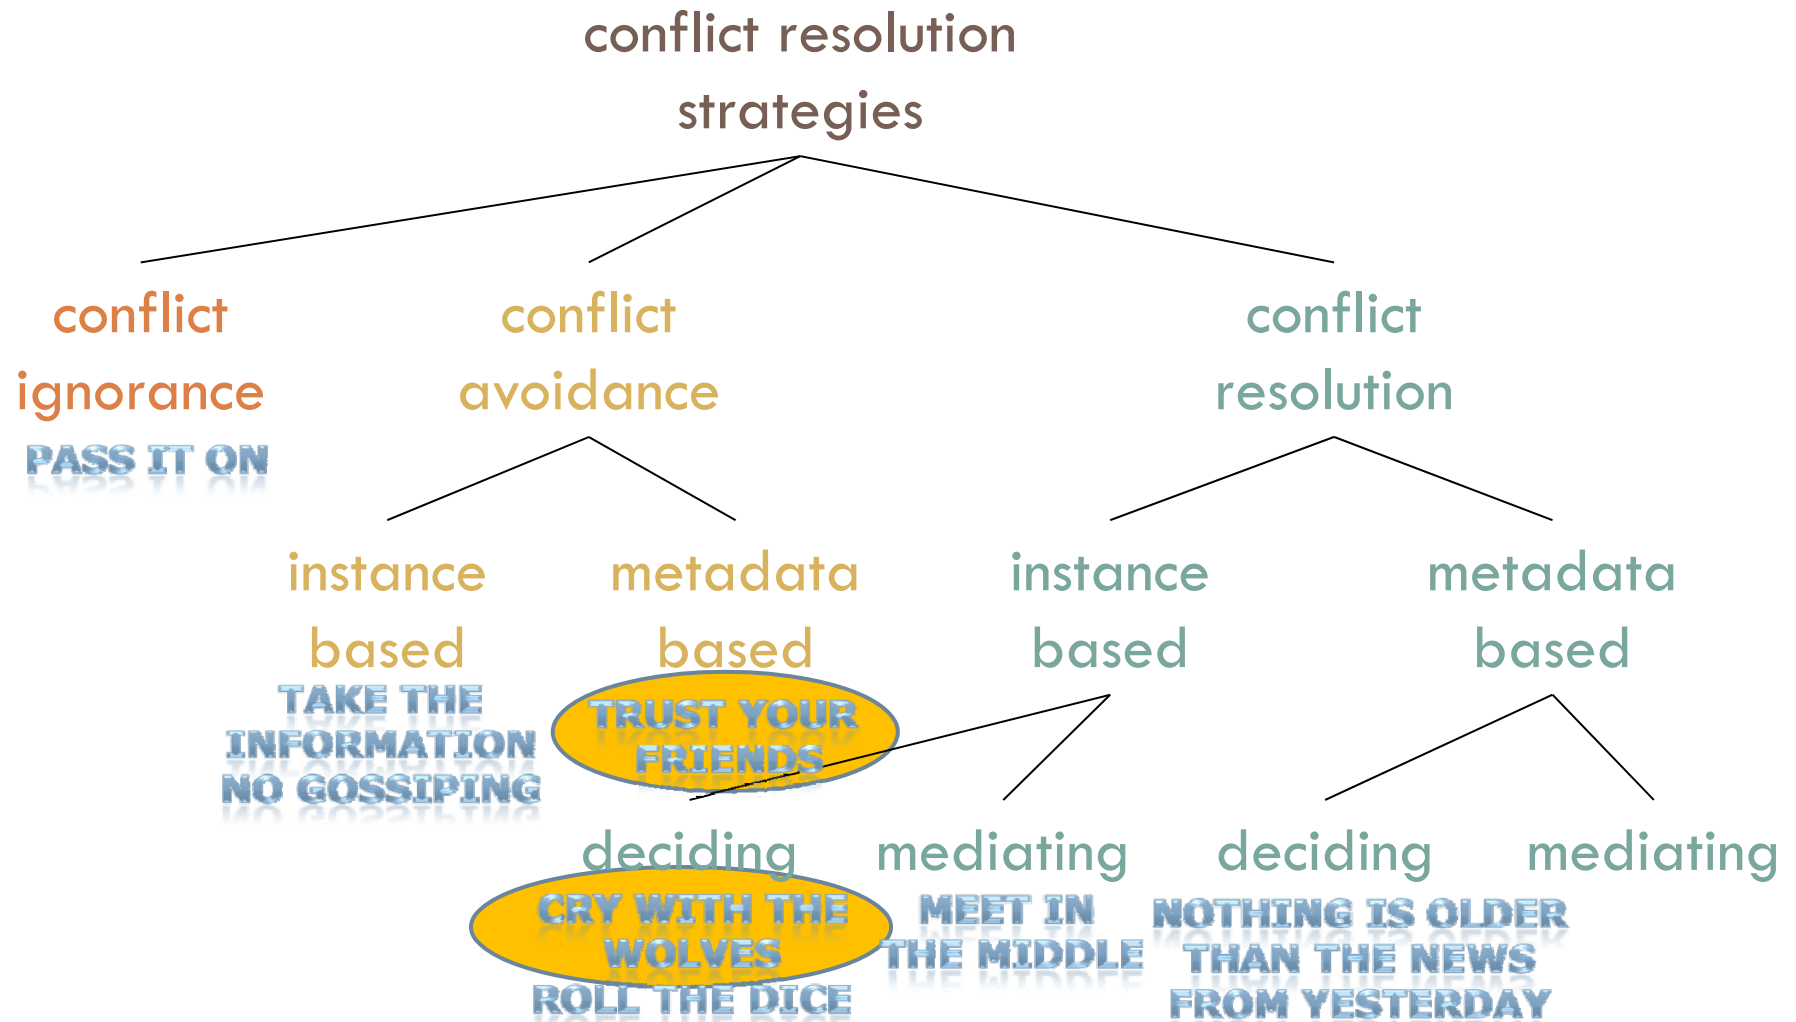 conflict resolution
strategies
conflict
ignorance
PASS IT ON
conflict
avoidance
conflict
resolution
instance
based
TAKE THE
INFORMATION
NO GOSSIPING
metadata
based
TRUST YOUR
FRIENDS
instance
based
metadata
based
deciding
CRY WITH THE
WOLVES
ROLL THE DICE
mediating
MEET IN
THE MIDDLE
deciding
NOTHING IS OLDER
THAN THE NEWS
FROM YESTERDAY
mediating